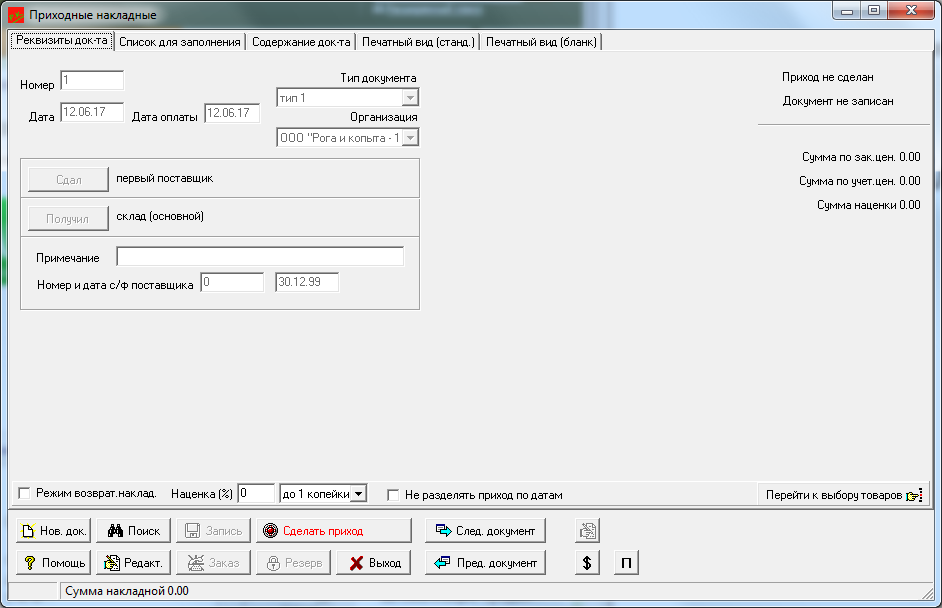 Приходные накладные
Реквизиты док-та Список для заполнения Содержание док-та Печатный вид (станд.) Печатный вид (бланк)
Номер 1 Тип документа Приход не сделан
Дата 12.06.17 Дата оплаты 12.06.17 тип 1 Документ не записан
Организация
ООО "Рога и копыта - 1
Сумма по зак.цен. 0.00
Сдал первый поставщик Сумма по учет.цен. 0.00
Получил склад (основной) Сумма наценки 0.00
Примечание
Номер и дата с/ф поставщика 0 30.12.99
Режим возврат.наклад. Наценка (%) 0 до 1 копейки Не разделять приход по датам Перейти к выбору товаров
Нов. док. Поиск Запись Сделать приход След. документ
Помощь Редакт. Заказ Резерв Выход Пред. документ $ П
Сумма накладной 0.00